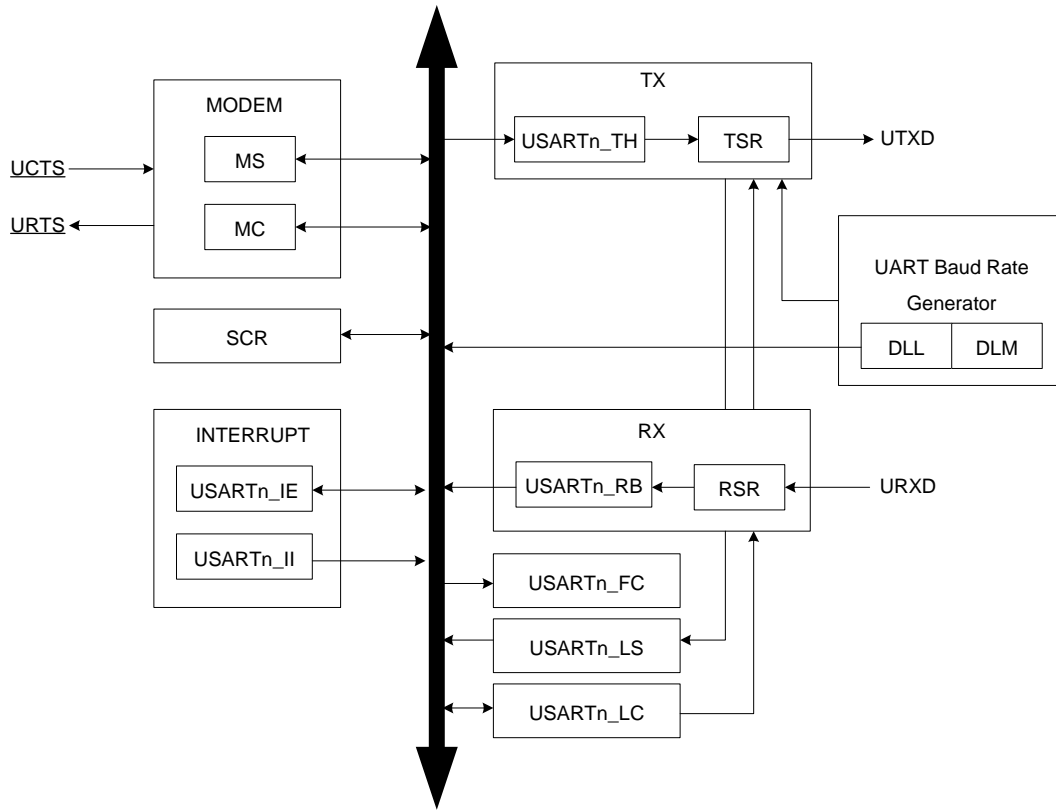 MODEM
MS
MC
UCTS
URTS
SCR
INTERRUPT
USARTn_IE
USARTn_II
TX
USARTn_TH
TSR
UTXD
UART Baud Rate
Generator
DLL
DLM
RX
USARTn_RB
RSR
URXD
USARTn_FC
USARTn_LS
USARTn_LC